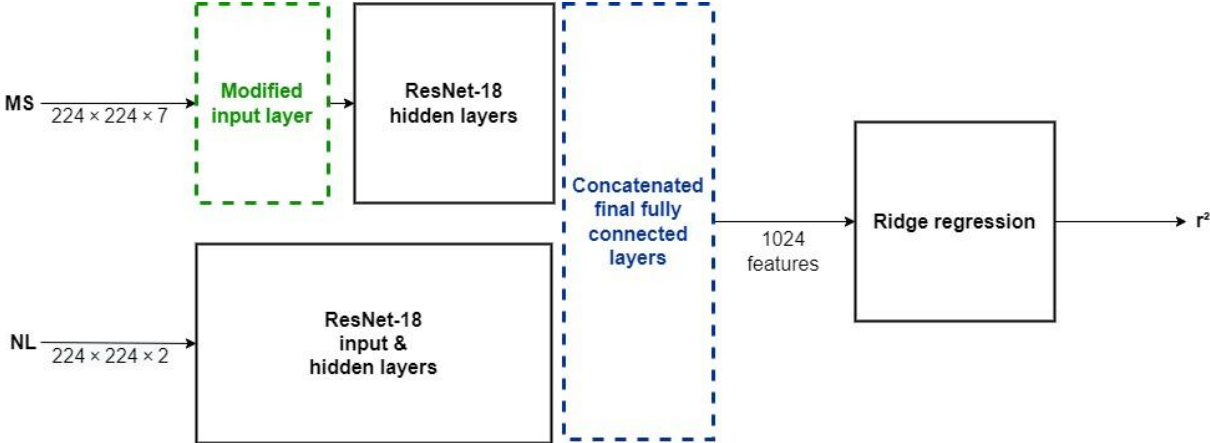 MS
224 × 224 × 7
Modified
input layer
ResNet-18
hidden layers
NL
224 × 224 × 2
ResNet-18
input &
hidden layers
Concatenated
final fully
connected
layers
1024
features
Ridge regression
r²